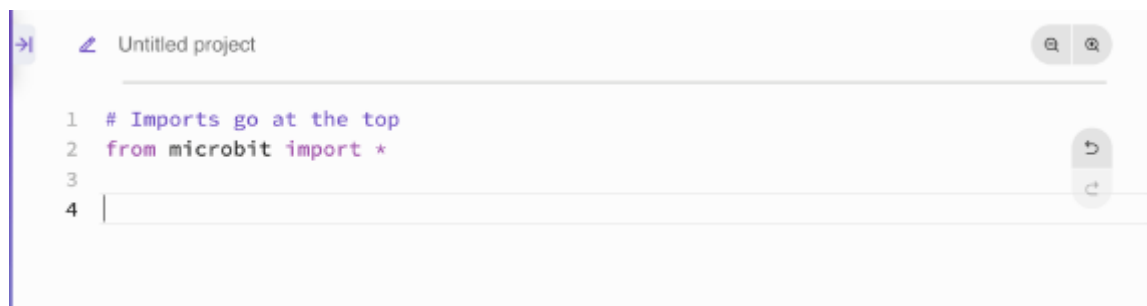 Untitled project
1 # Imports go at the top
2 from microbit import *
3
4